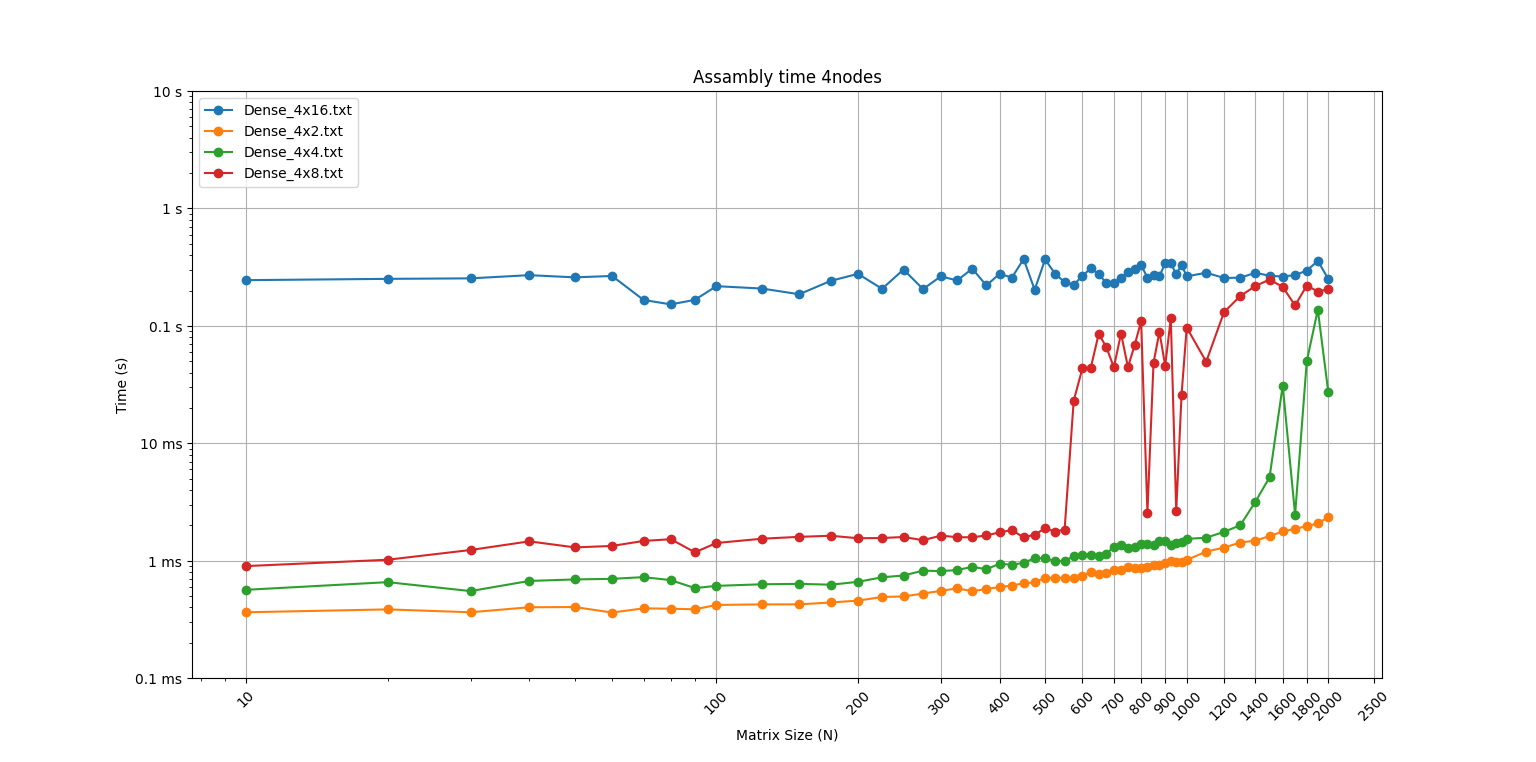 Assambly time 4nodes
10 s
1 s
0.1 s
10 ms
1 ms
0.1 ms
Time (s)
Dense_4x16.txt
Dense_4x2.txt
Dense_4x4.txt
Dense_4x8.txt
10
100
200
300
400
500
600
700
800
900
1000
1200
1400
1600
1800
2000
2500
Matrix Size (N)